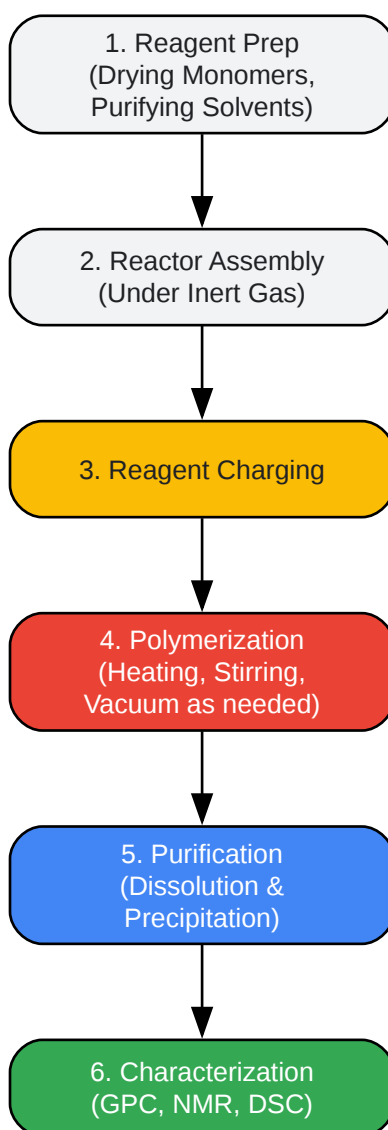 1. Reagent Prep
(Drying Monomers,
Purifying Solvents)
2. Reactor Assembly
(Under Inert Gas)
3. Reagent Charging
4. Polymerization
(Heating, Stirring,
Vacuum as needed)
5. Purification
(Dissolution &
Precipitation)
6. Characterization
(GPC, NMR, DSC)